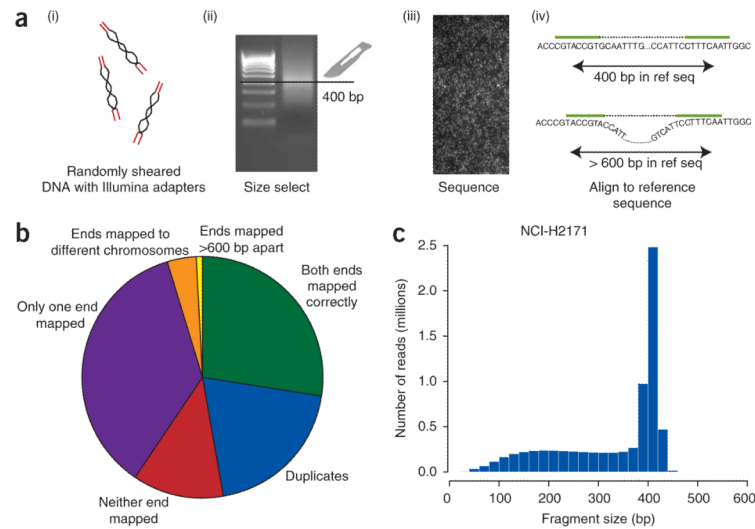 a
(i)
(ii)
(iii)
(iv)
400 bp
ACCCGTACCGTGCAATTTG...CCATTCCTTTCAATTGGC
400 bp in ref seq
CCCGTACCGTACCATT
GTCATTCCTTTCAATTGGC
> 600 bp in ref seq
Randomly sheared
DNA with Illumina adapters
Size select
Sequence
Align to reference
sequence
b
Ends mapped to
different chromosomes
Ends mapped
>600 bp apart
Both ends
mapped
correctly
Only one end
mapped
Duplicates
Neither end
mapped
c
NCI-H2171
Number of reads (millions)
2.5
2.0
1.5
1.0
0.5
0.0
0
100
200
300
400
500
600
Fragment size (bp)